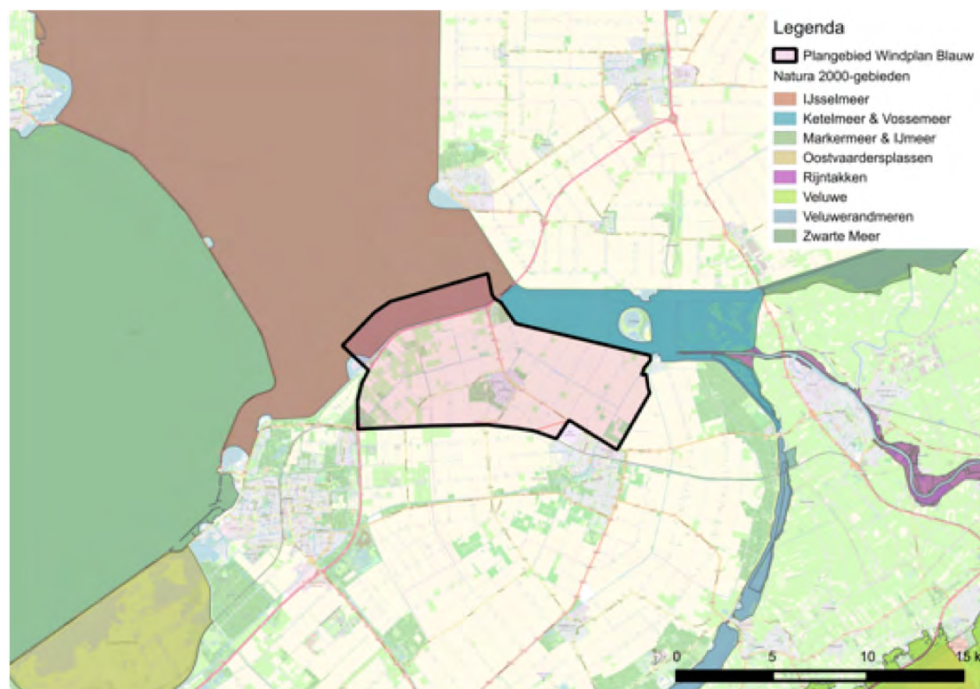 Legenda
Plangebied Windplan Blauw
Natura 2000-gebieden
IJsselmeer
Ketelmeer & Vossemeer
Markermeer & IJmeer
Oostvaardersplassen
Rijntakken
Veluwe
Veluwerandmeren
Zwarte Meer
0 5 10 15 k